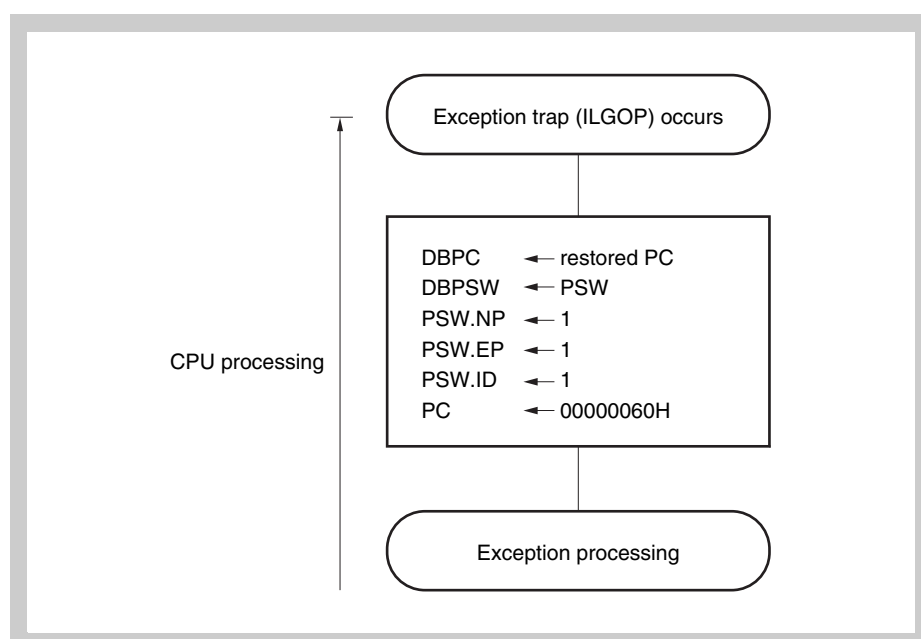 Exception trap (ILGOP) occurs
CPU processing
DBPC ← restored PC
DBPSW ← PSW
PSW.NP ← 1
PSW.EP ← 1
PSW.ID ← 1
PC ← 00000060H
Exception processing